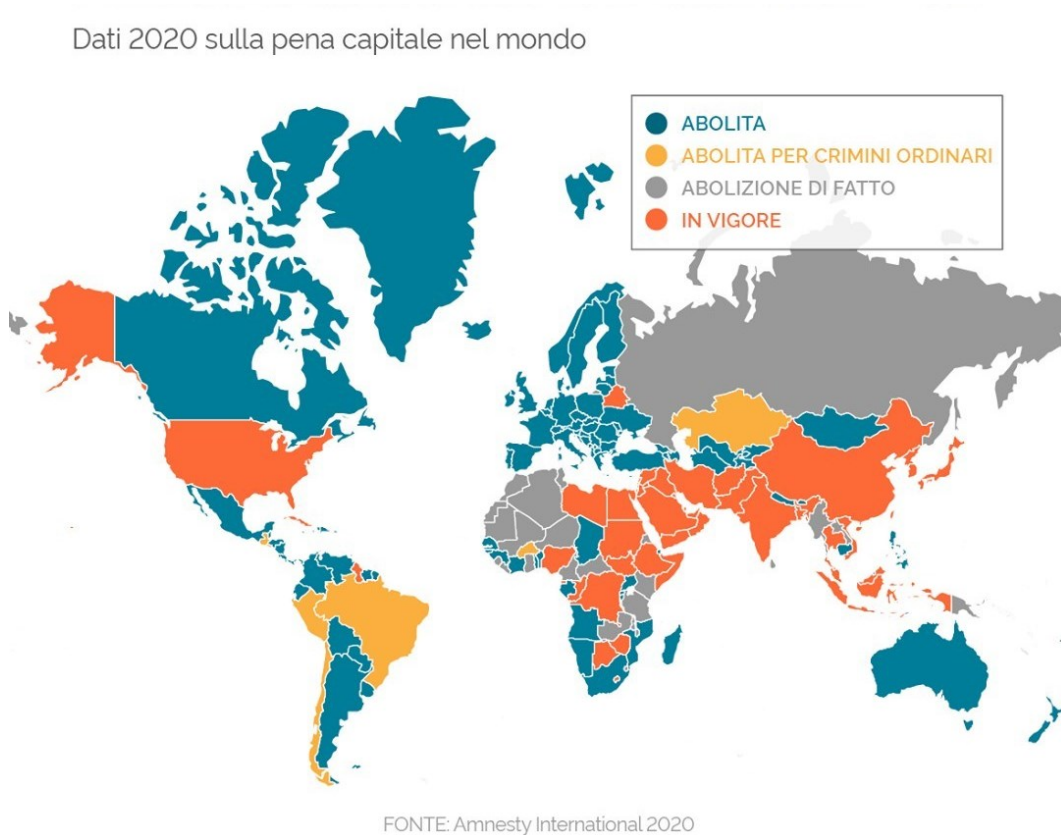 Dati 2020 sulla pena capitale nel mondo
ABOLITA
ABOLITA PER CRIMINI ORDINARI
ABOLIZIONE DI FATTO
IN VIGORE
FONTE: Amnesty International 2020